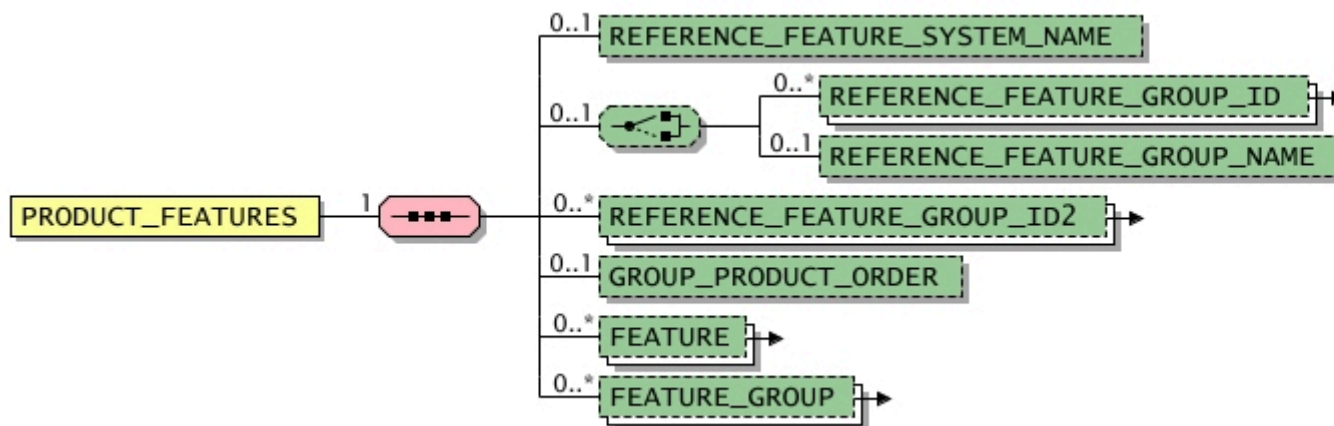 0..1 REFERENCE_FEATURE_SYSTEM_NAME
0..* REFERENCE_FEATURE_GROUP_ID
0..1
0..1 REFERENCE_FEATURE_GROUP_NAME
PRODUCT_FEATURES 1 0..* REFERENCE_FEATURE_GROUP_ID2
0..1 GROUP_PRODUCT_ORDER
0..* FEATURE
0..* FEATURE_GROUP